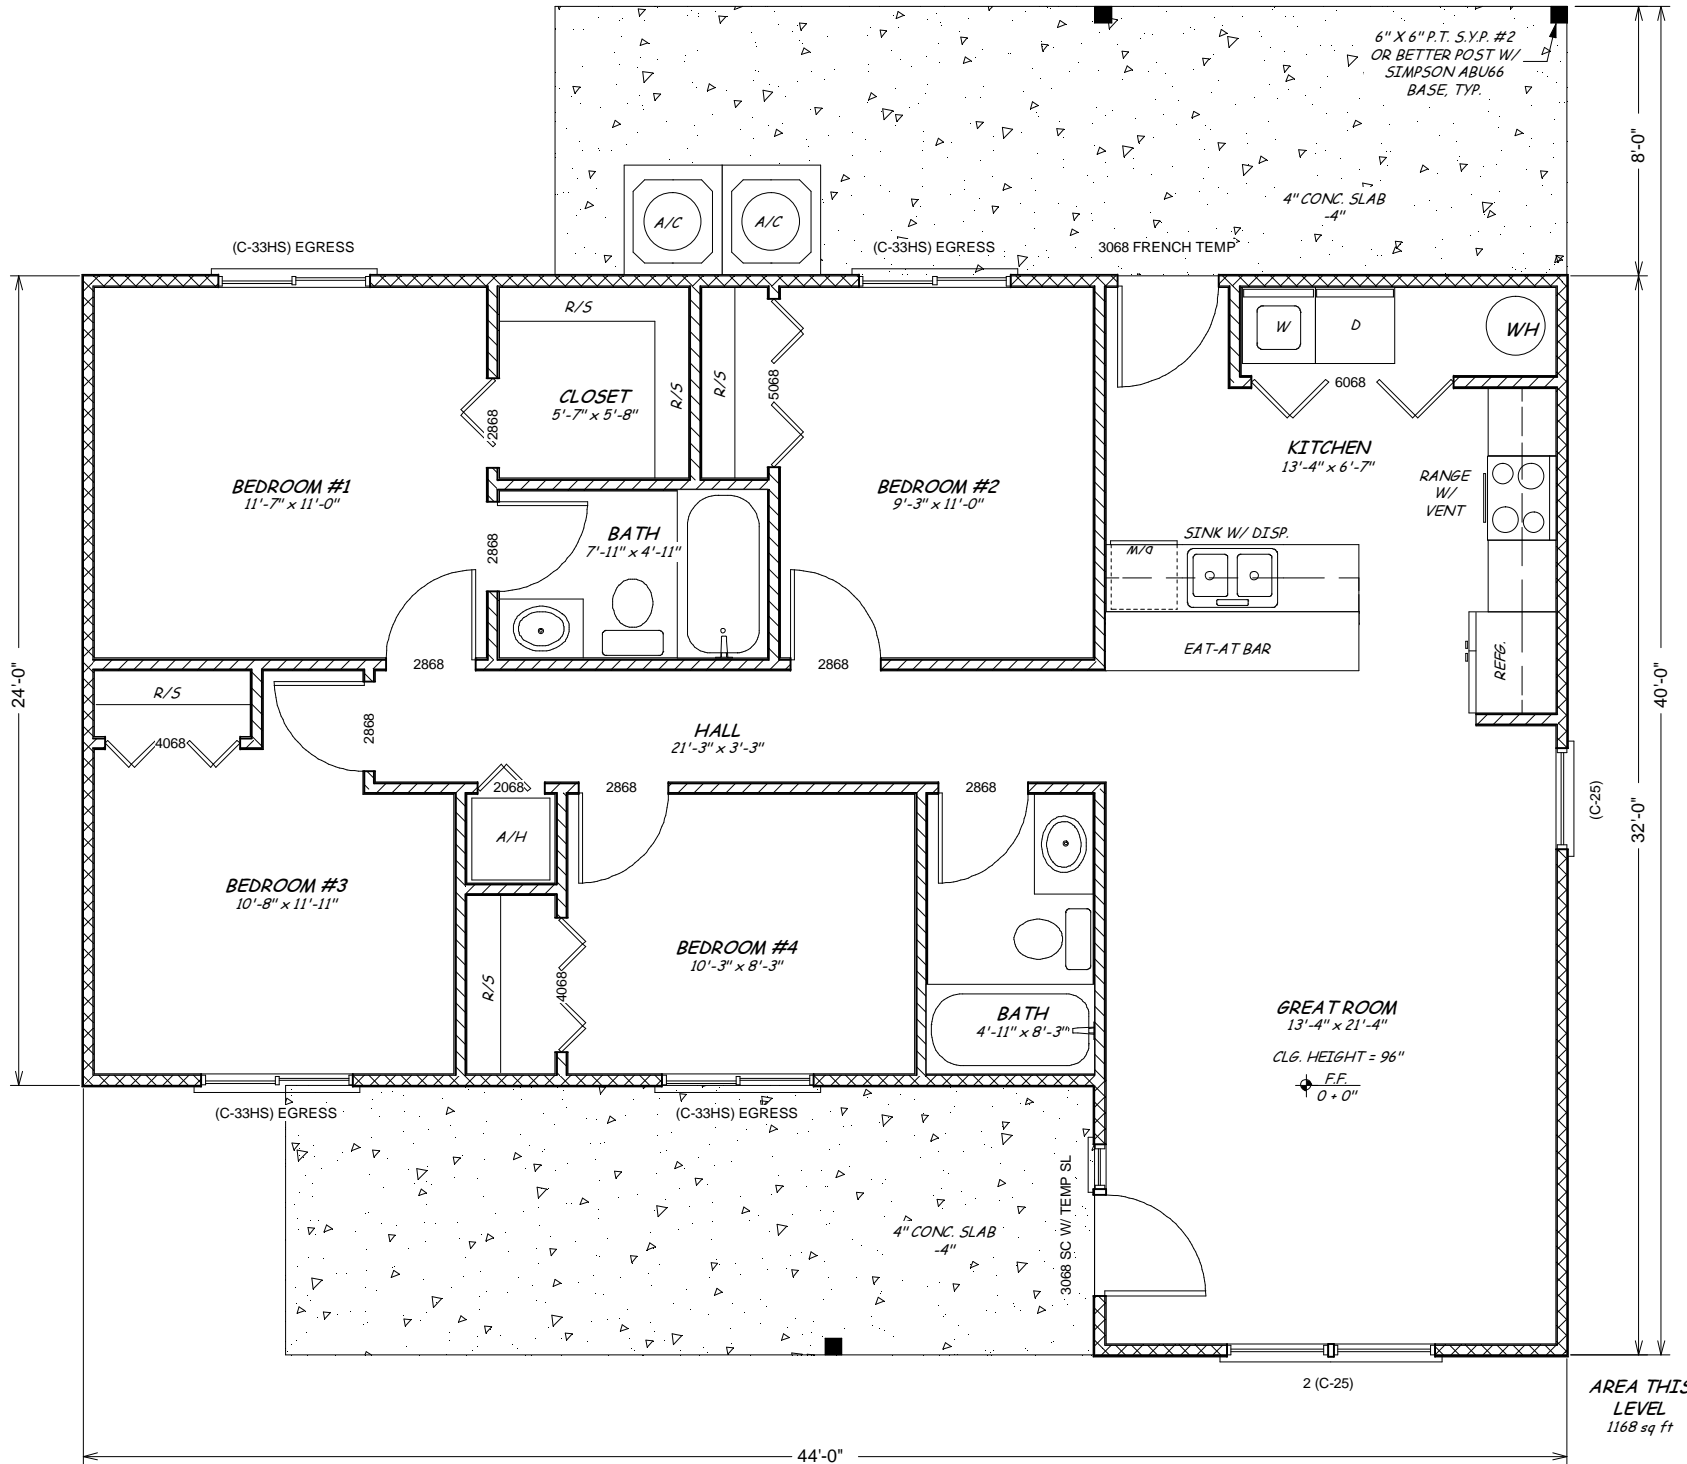 6" X 6" P.T. S.Y.P. #2
OR BETTER POST W/
SIMPSON ABU66
BASE, TYP.
8'-0"
4" CONC. SLAB
-4"
A/C
A/C
(C-33HS) EGRESS
(C-33HS) EGRESS
3068 FRENCH TEMP
R/S
R/S
R/S
W
D
WH
6068
5068
CLOSET
5'-7" x 5'-8"
2868
KITCHEN
13'-4" x 6'-7"
RANGE
W/
VENT
BEDROOM #1
11'-7" x 11'-0"
BEDROOM #2
9'-3" x 11'-0"
BATH
7'-11" x 4'-11"
2868
SINK W/ DISP.
D/W
EAT-AT BAR
REFG.
2868
2868
24'-0"
40'-0"
R/S
4068
2868
HALL
21'-3" x 3'-3"
2068
2868
2868
(C-25)
32'-0"
A/H
BEDROOM #3
10'-8" x 11'-11"
BEDROOM #4
10'-3" x 8'-3"
R/S
4068
BATH
4'-11" x 8'-3"
GREAT ROOM
13'-4" x 21'-4"
CLG. HEIGHT = 96"
F.F.
0 + 0"
(C-33HS) EGRESS
(C-33HS) EGRESS
4" CONC. SLAB
-4"
3068 SC W/ TEMP SL
2 (C-25)
AREA THIS
LEVEL
1168 sq ft
44'-0"